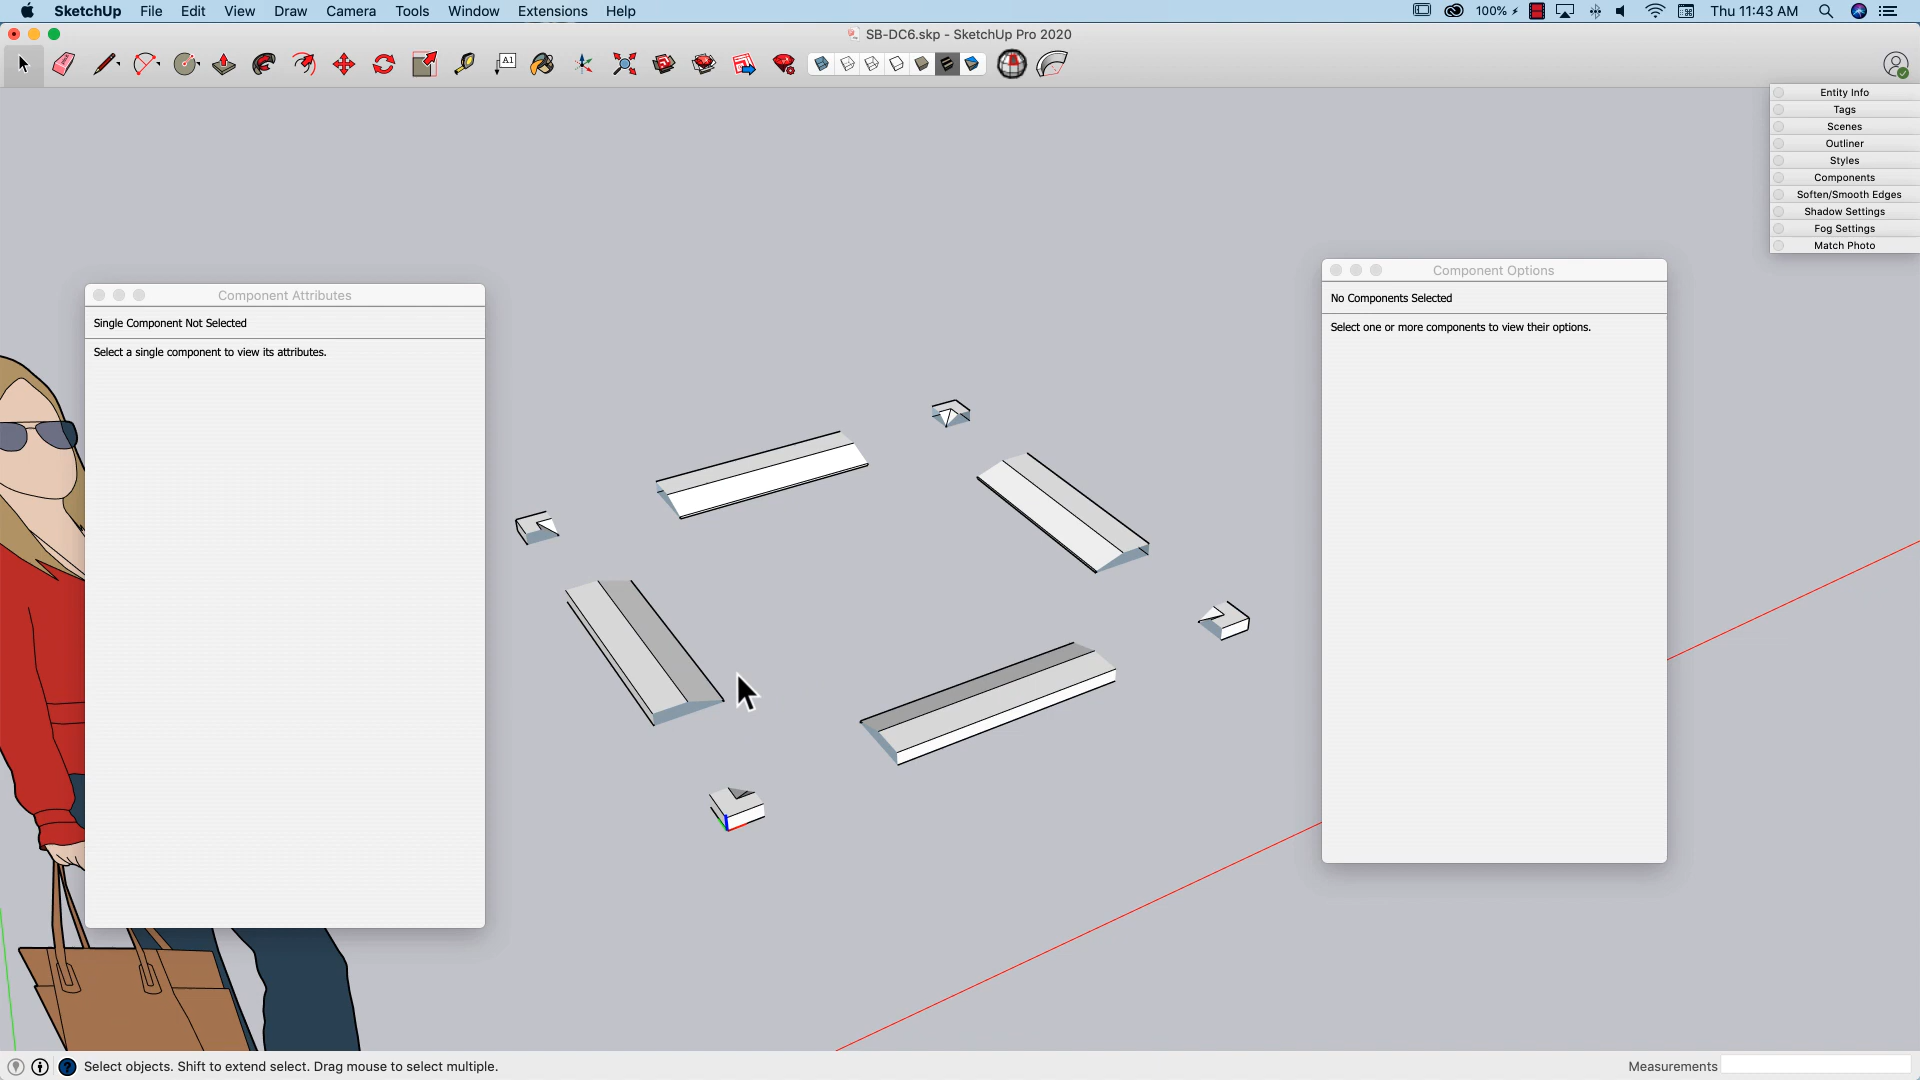 SketchUp File Edit View Draw Camera Tools Window Extensions Help
100% Thu 11:43 AM
SB-DC6.skp - SketchUp Pro 2020
A1
Entity Info
Tags
Scenes
Outliner
Styles
Components
Soften/Smooth Edges
Shadow Settings
Fog Settings
Match Photo
Component Attributes
Single Component Not Selected
Select a single component to view its attributes.
Component Options
No Components Selected
Select one or more components to view their options.
Select objects. Shift to extend select. Drag mouse to select multiple.
Measurements